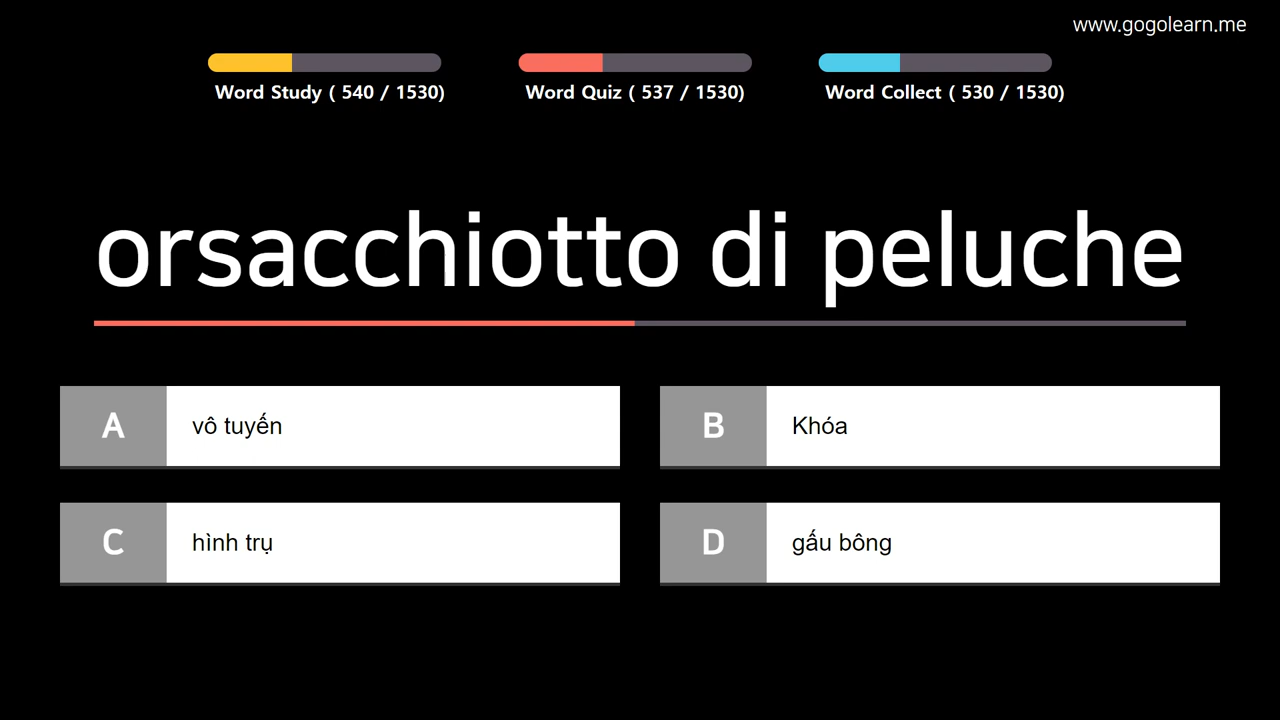 www.gogolearn.me
Word Study ( 540 / 1530)
Word Quiz ( 537 / 1530)
Word Collect ( 530 / 1530)
orsacchiotto di peluche
A vô tuyến
B Khóa
C hình trụ
D gấu bông